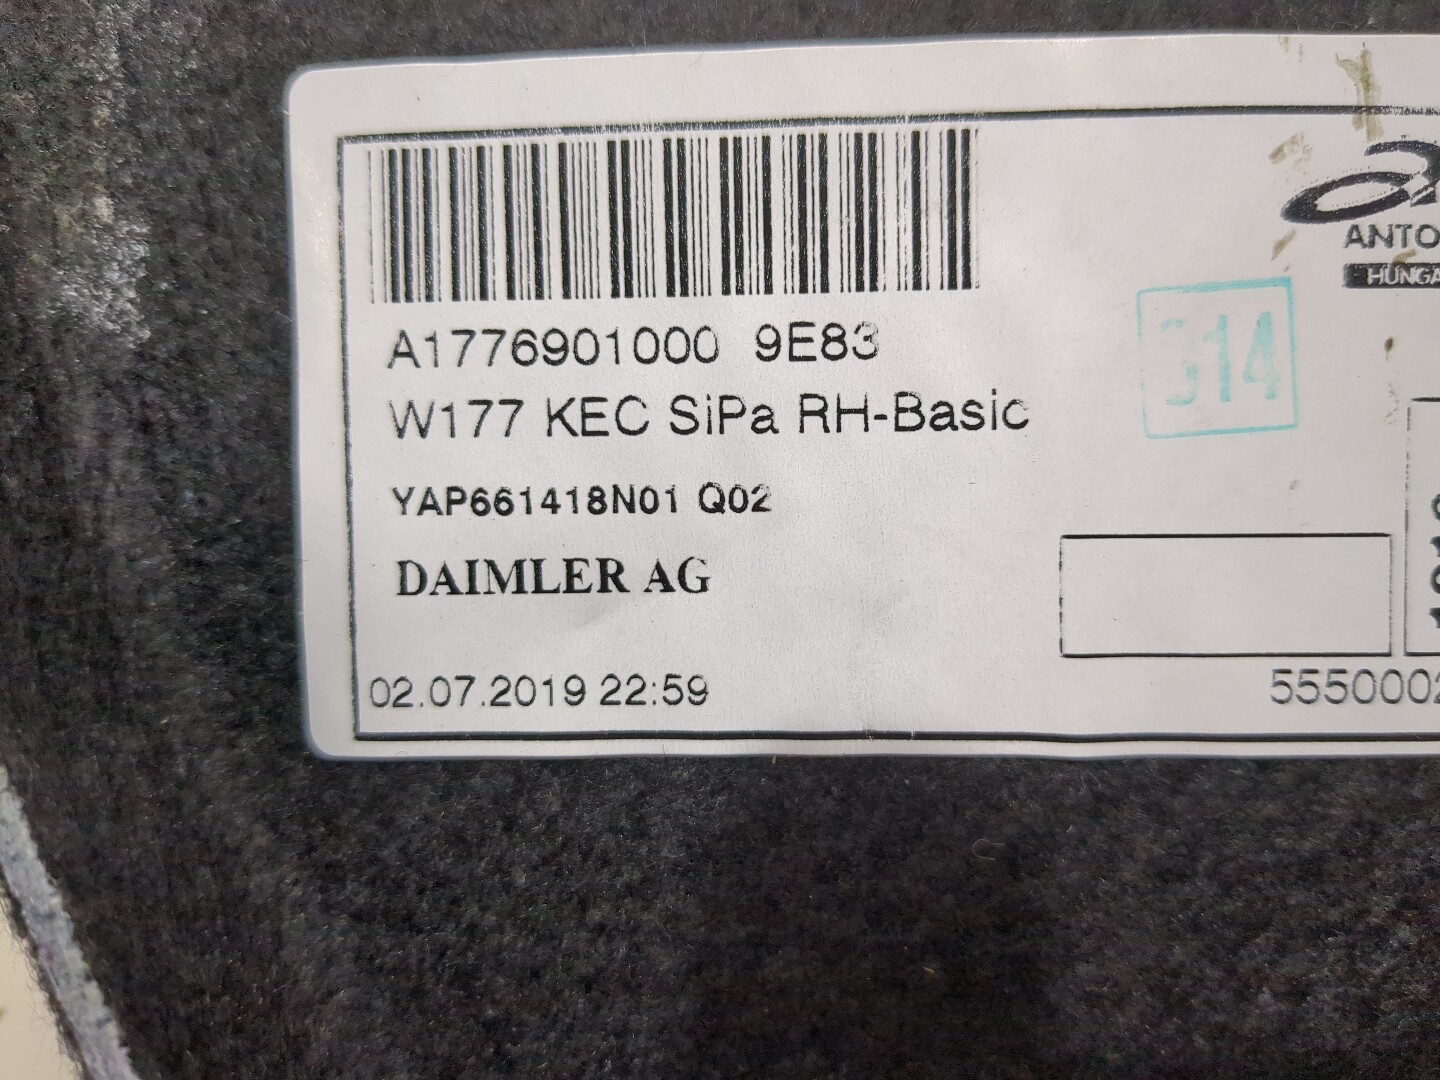 ANTO
HUNGA
A1776901000 9E83
314
W177 KEC SiPa RH-Basic
YAP661418N01 Q02
DAIMLER AG
02.07.2019 22:59
555000